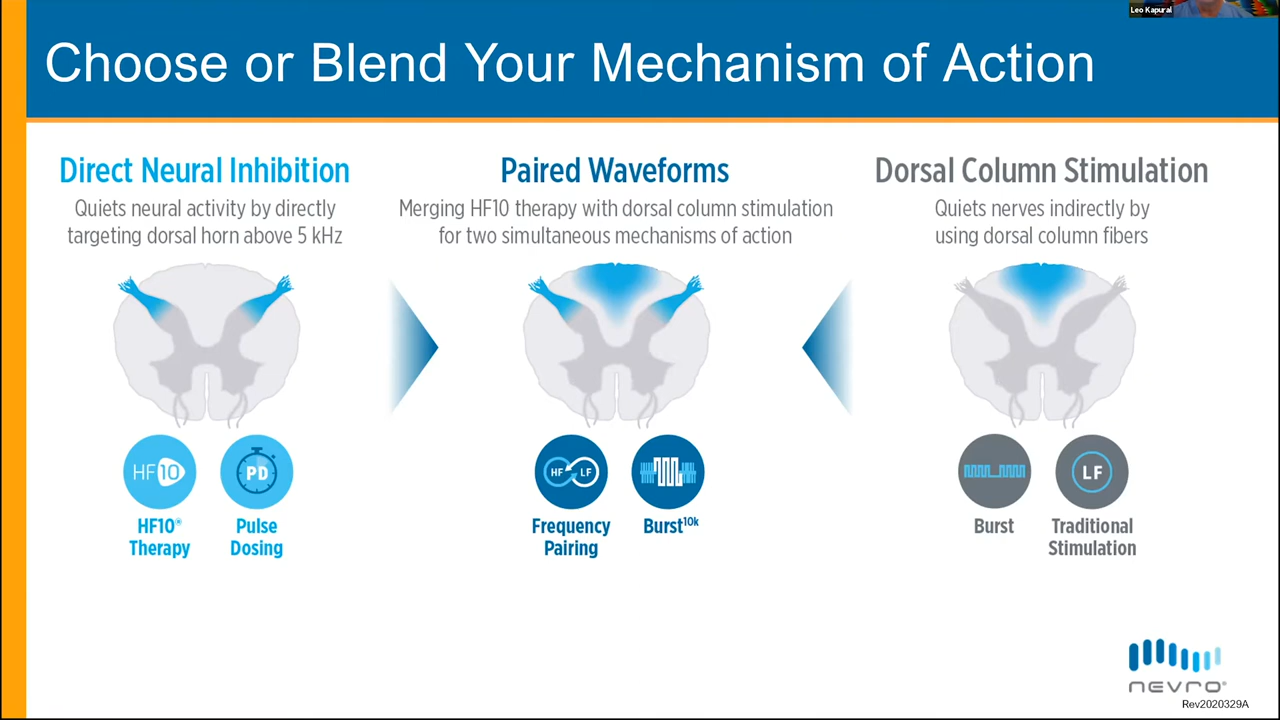 Leo Kapural
Choose or Blend Your Mechanism of Action
Direct Neural Inhibition
Quiets neural activity by directly
targeting dorsal horn above 5 kHz
HF10
HF10®
Therapy
PD
Pulse
Dosing
Paired Waveforms
Merging HF10 therapy with dorsal column stimulation
for two simultaneous mechanisms of action
HF LF
Frequency
Pairing
Burst10k
Dorsal Column Stimulation
Quiets nerves indirectly by
using dorsal column fibers
Burst
LF
Traditional
Stimulation
nevro®
Rev2020329A